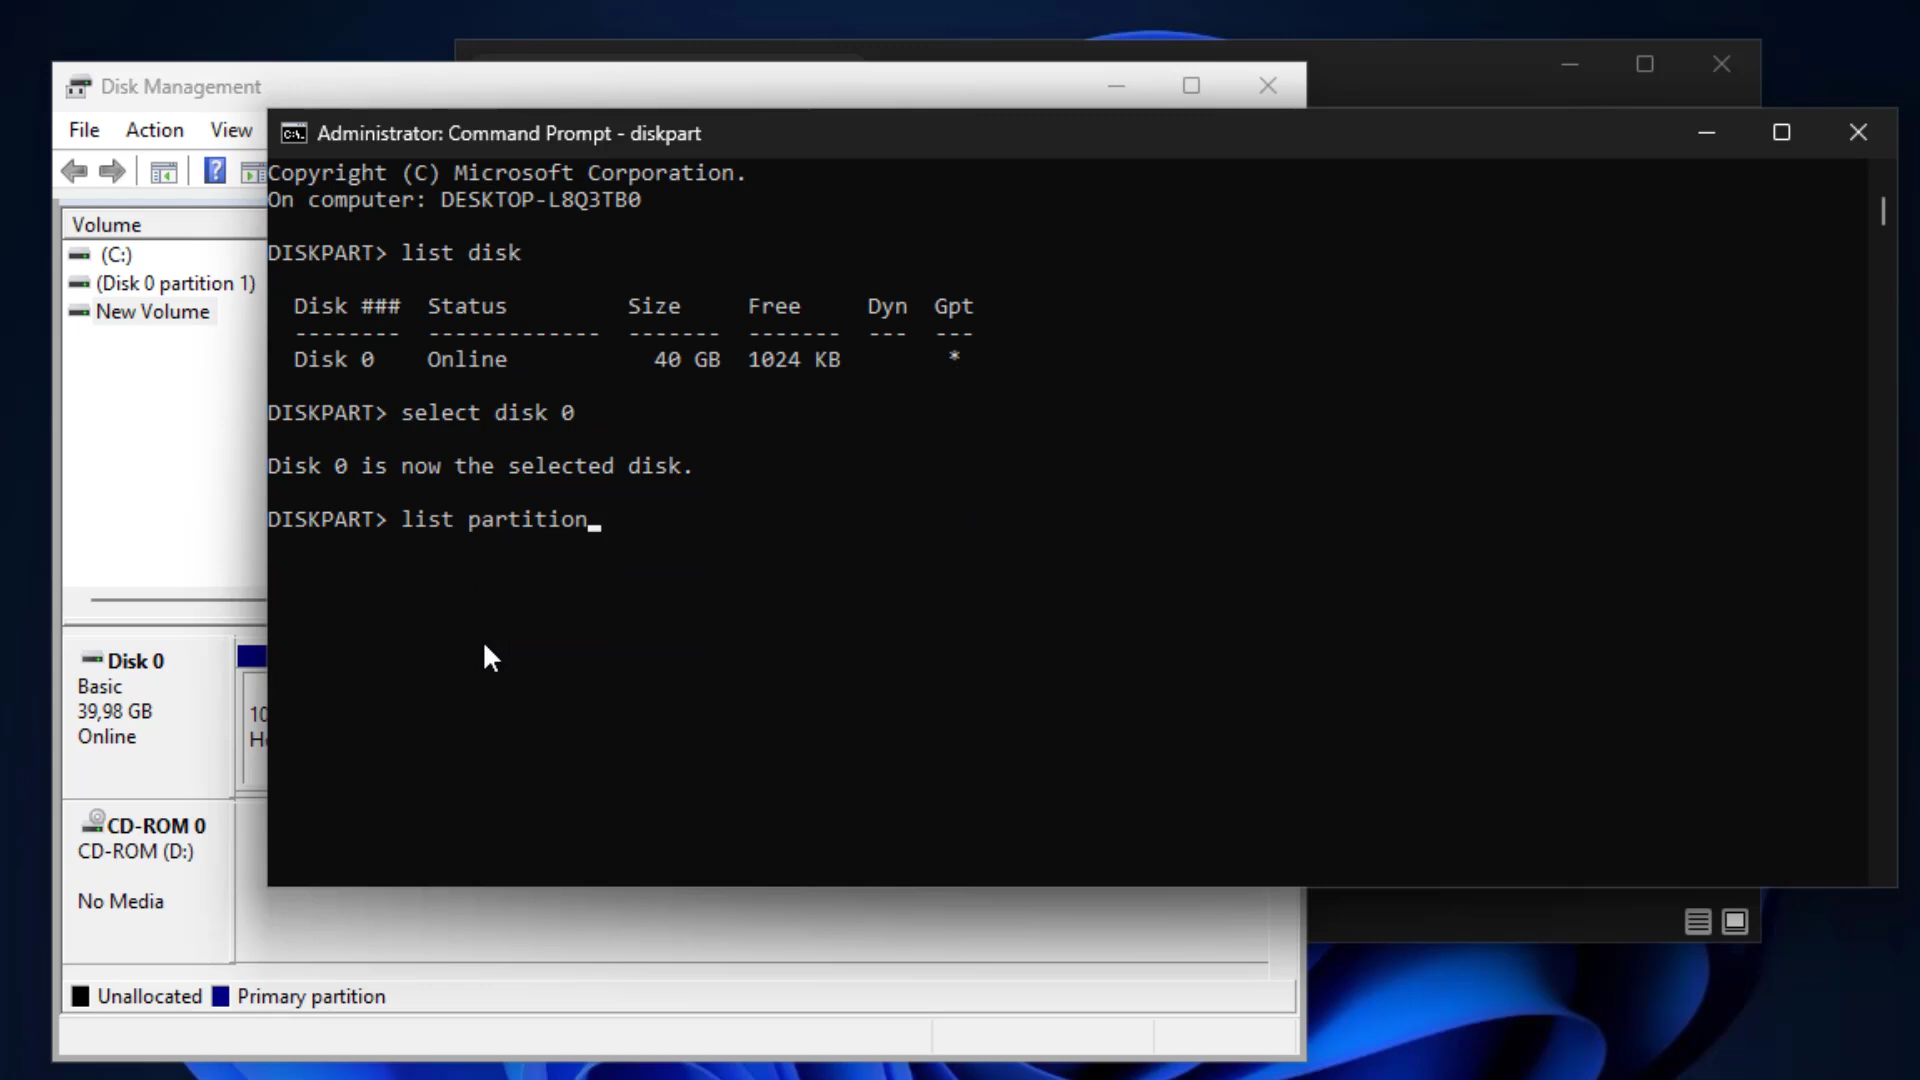 Disk Management
File Action View
Volume
(C:)
(Disk 0 partition 1)
New Volume
Disk 0
Basic
39,98 GB
Online
10
CD-ROM 0
CD-ROM (D:)
No Media
Unallocated Primary partition
Administrator: Command Prompt - diskpart
Copyright (C) Microsoft Corporation.
On computer: DESKTOP-L8Q3TB0
DISKPART> list disk
Disk ### Status Size Free Dyn Gpt
-------- ------------- ------- ------- --- ---
Disk 0 Online 40 GB 1024 KB *
DISKPART> select disk 0
Disk 0 is now the selected disk.
DISKPART> list partition_